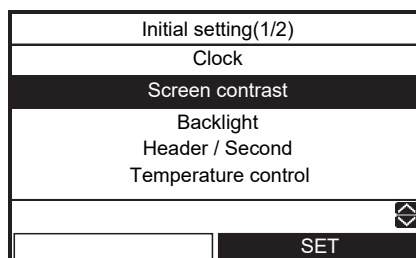 Initial setting(1/2)
Clock
Screen contrast
Backlight
Header / Second
Temperature control
SET